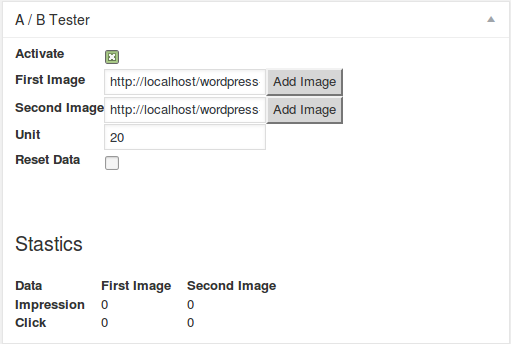 A / B Tester
Activate
First Image http://localhost/wordpress Add Image
Second Image http://localhost/wordpress Add Image
Unit 20
Reset Data
Stastics
Data First Image Second Image
Impression 0 0
Click 0 0